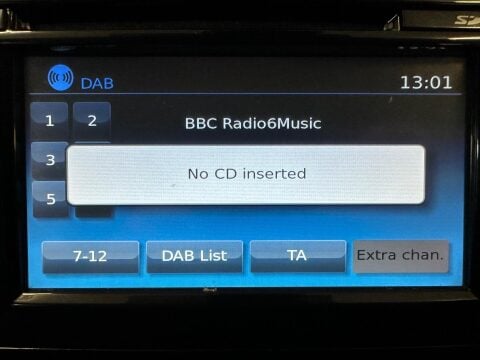 DAB
13:01
1 2
BBC Radio6Music
3
No CD inserted
5
7-12 DAB List TA Extra chan.